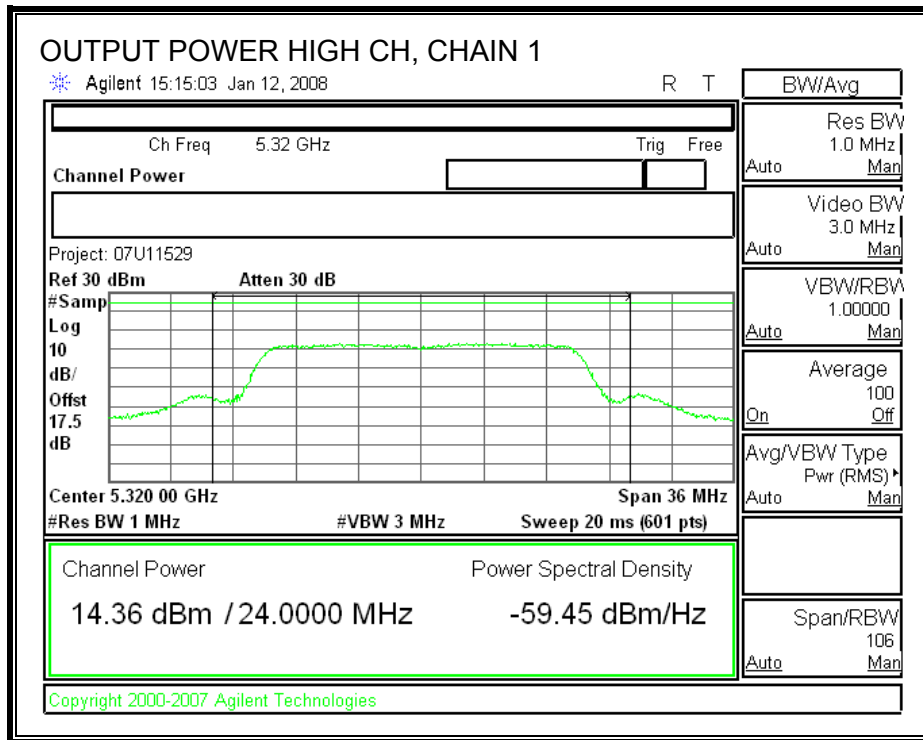 OUTPUT POWER HIGH CH, CHAIN 1
Agilent 15:15:03 Jan 12, 2008 R T
BW/Avg
Ch Freq 5.32 GHz Trig Free
Channel Power
Project: 07U11529
Ref 30 dBm Atten 30 dB
#Samp
Log
10
dB/
Offst
17.5
dB
Center 5.320 00 GHz Span 36 MHz
#Res BW 1 MHz #VBW 3 MHz Sweep 20 ms (601 pts)
Channel Power Power Spectral Density
14.36 dBm / 24.0000 MHz -59.45 dBm/Hz
Copyright 2000-2007 Agilent Technologies
Res BW
1.0 MHz
Auto Man
Video BW
3.0 MHz
Auto Man
VBW/RBW
1.00000
Auto Man
Average
100
On Off
Avg/VBW Type
Pwr (RMS)
Auto Man
Span/RBW
106
Auto Man